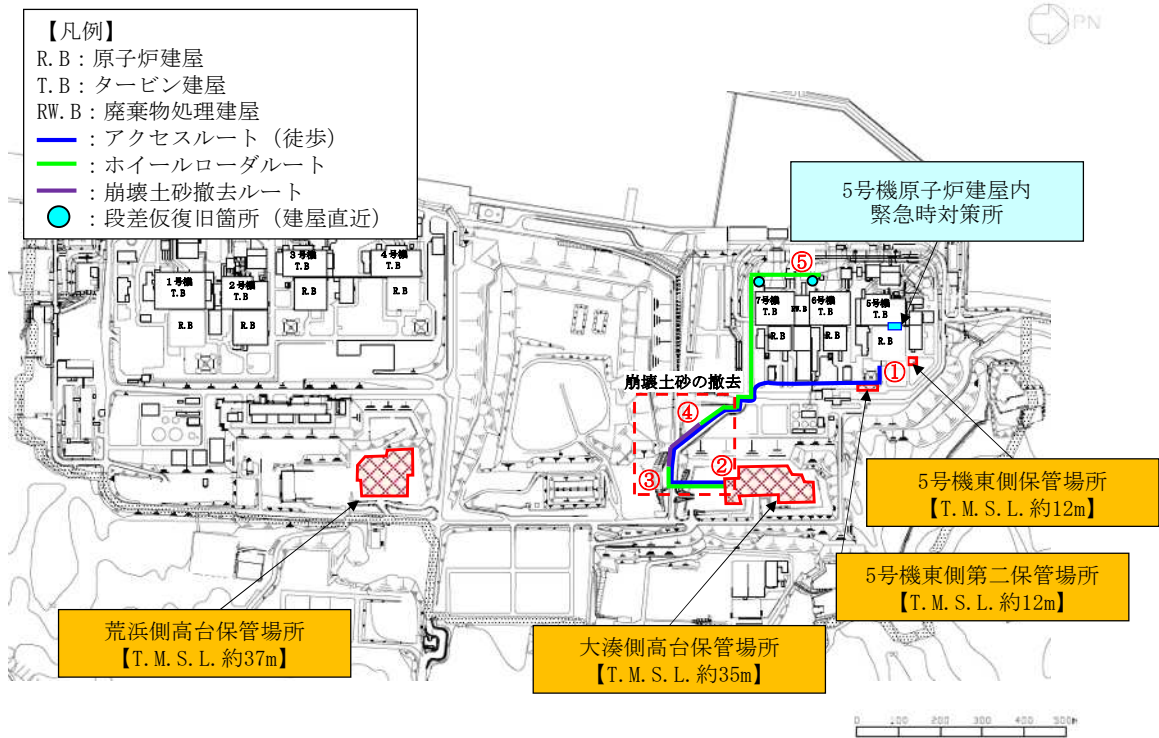 【凡例】
R.B：原子炉建屋
T.B：タービン建屋
RW.B：廃棄物処理建屋
：アクセスルート（徒歩）
：ホイールローダルート
：崩壊土砂撤去ルート
：段差仮復旧箇所（建屋直近）
PN
5号機原子炉建屋内
緊急時対策所
1号機
T.B
R.B
2号機
T.B
R.B
3号機
T.B
R.B
4号機
T.B
R.B
⑤
7号機
T.B
R.B
RW.B
6号機
T.B
R.B
5号機
T.B
R.B
①
崩壊土砂の撤去
④
③
②
5号機東側保管場所
【T.M.S.L.約12m】
5号機東側第二保管場所
【T.M.S.L.約12m】
荒浜側高台保管場所
【T.M.S.L.約37m】
大湊側高台保管場所
【T.M.S.L.約35m】
0 100 200 300 400 500m